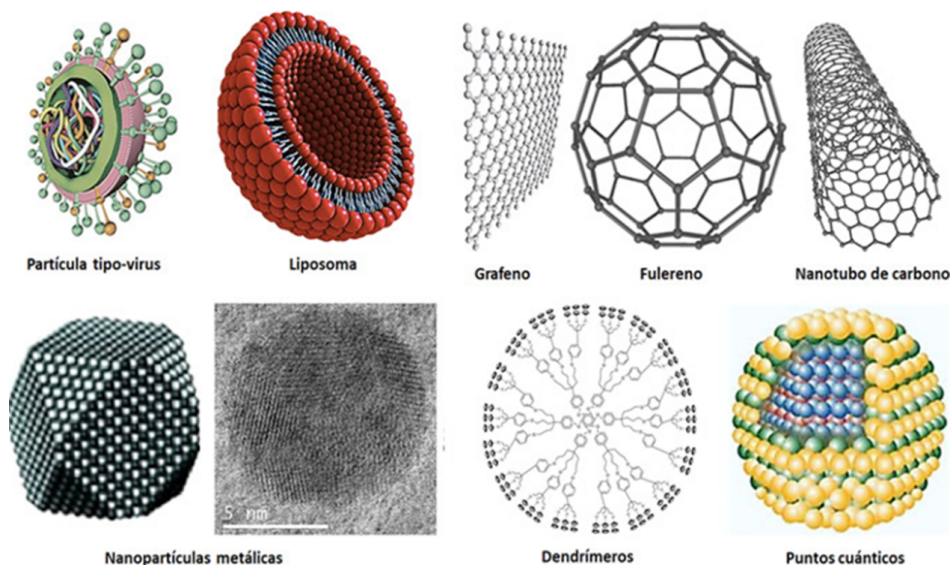 Partícula tipo-virus
Liposoma
Grafeno
Fulereno
Nanotubo de carbono
5 nm
Nanopartículas metálicas
Dendrímeros
Puntos cuánticos